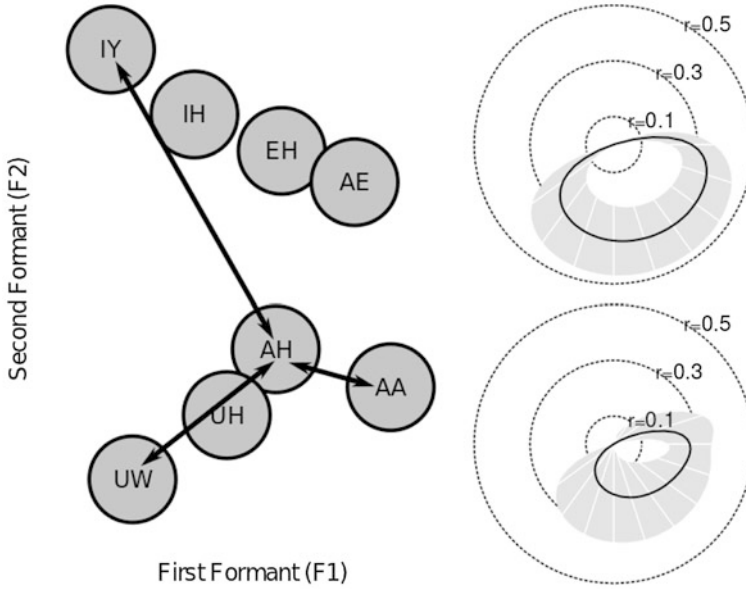 IY
IH
EH
AE
AH
AA
UH
UW
Second Formant (F2)
First Formant (F1)
r=0.5
r=0.3
r=0.1
r=0.5
r=0.3
r=0.1